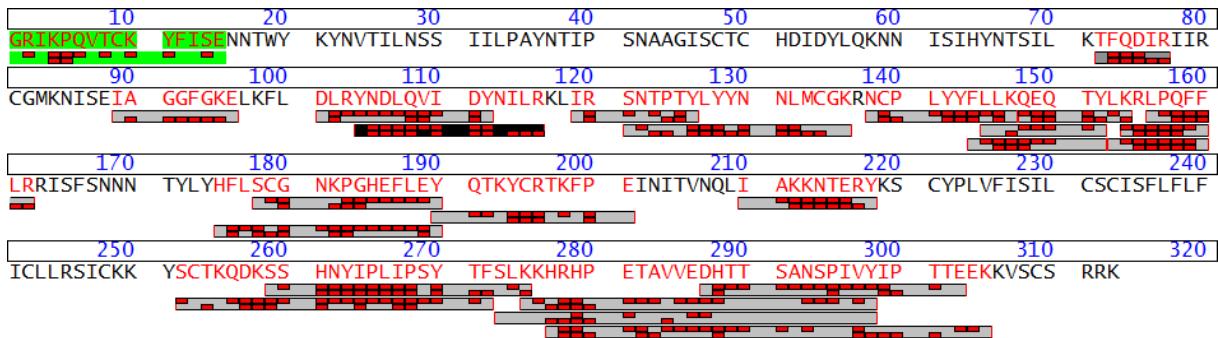 10 20 30 40 50 60 70 80
GRIKPQVTCK YFISENNTWY KYNVTILNSS IILPAYNTIP SNAAGISCTC HDIDYLQKNN ISIHYNTSIL KTFQDIRIIR
90 100 110 120 130 140 150 160
CGMKNISEIA GGFGKELKFL DLRYNDLQVI DYNILRKLIR SNTPTYLYYN NLMCGKRNCP LYYFLLKQEQ TYLKRLPQFF
170 180 190 200 210 220 230 240
LRRISFSNNN TYLYHFLSCG NKPGHEFLEY QTKYCRTKFP EINITVNQLI AKKNTERYKS CYPLVFISIL CSCISFLFLF
250 260 270 280 290 300 310 320
ICLLRSICKK YSCTKQDKSS HNYIPLIPSY TFSLKKHRHP ETAVVEDHTT SANSPIVYIP TTEEKKVSCS RRK